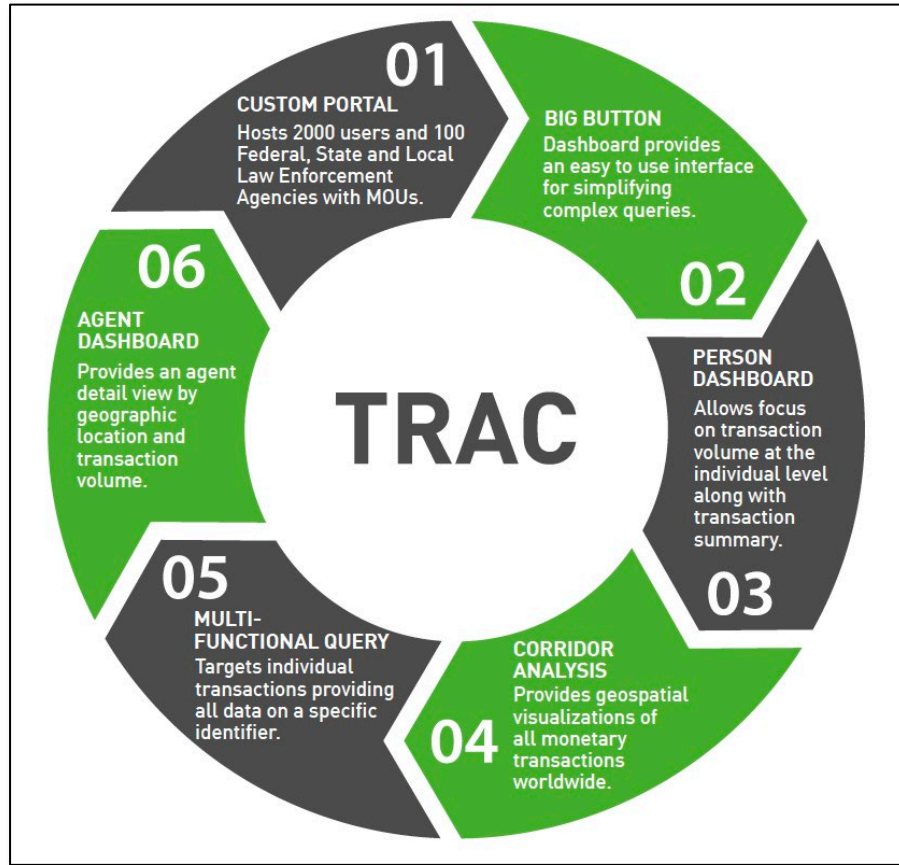 01
CUSTOM PORTAL
Hosts 2000 users and 100
Federal, State and Local
Law Enforcement
Agencies with MOUs.
BIG BUTTON
Dashboard provides
an easy to use interface
for simplifying
complex queries.
02
PERSON
DASHBOARD
Allows focus
on transaction
volume at the
individual level
along with
transaction
summary.
03
CORRIDOR
ANALYSIS
Provides geospatial
visualizations of
all monetary
transactions
worldwide.
04
05
MULTI-
FUNCTIONAL QUERY
Targets individual
transactions providing
all data on a specific
identifier.
06
AGENT
DASHBOARD
Provides an agent
detail view by
geographic
location and
transaction
volume.
TRAC